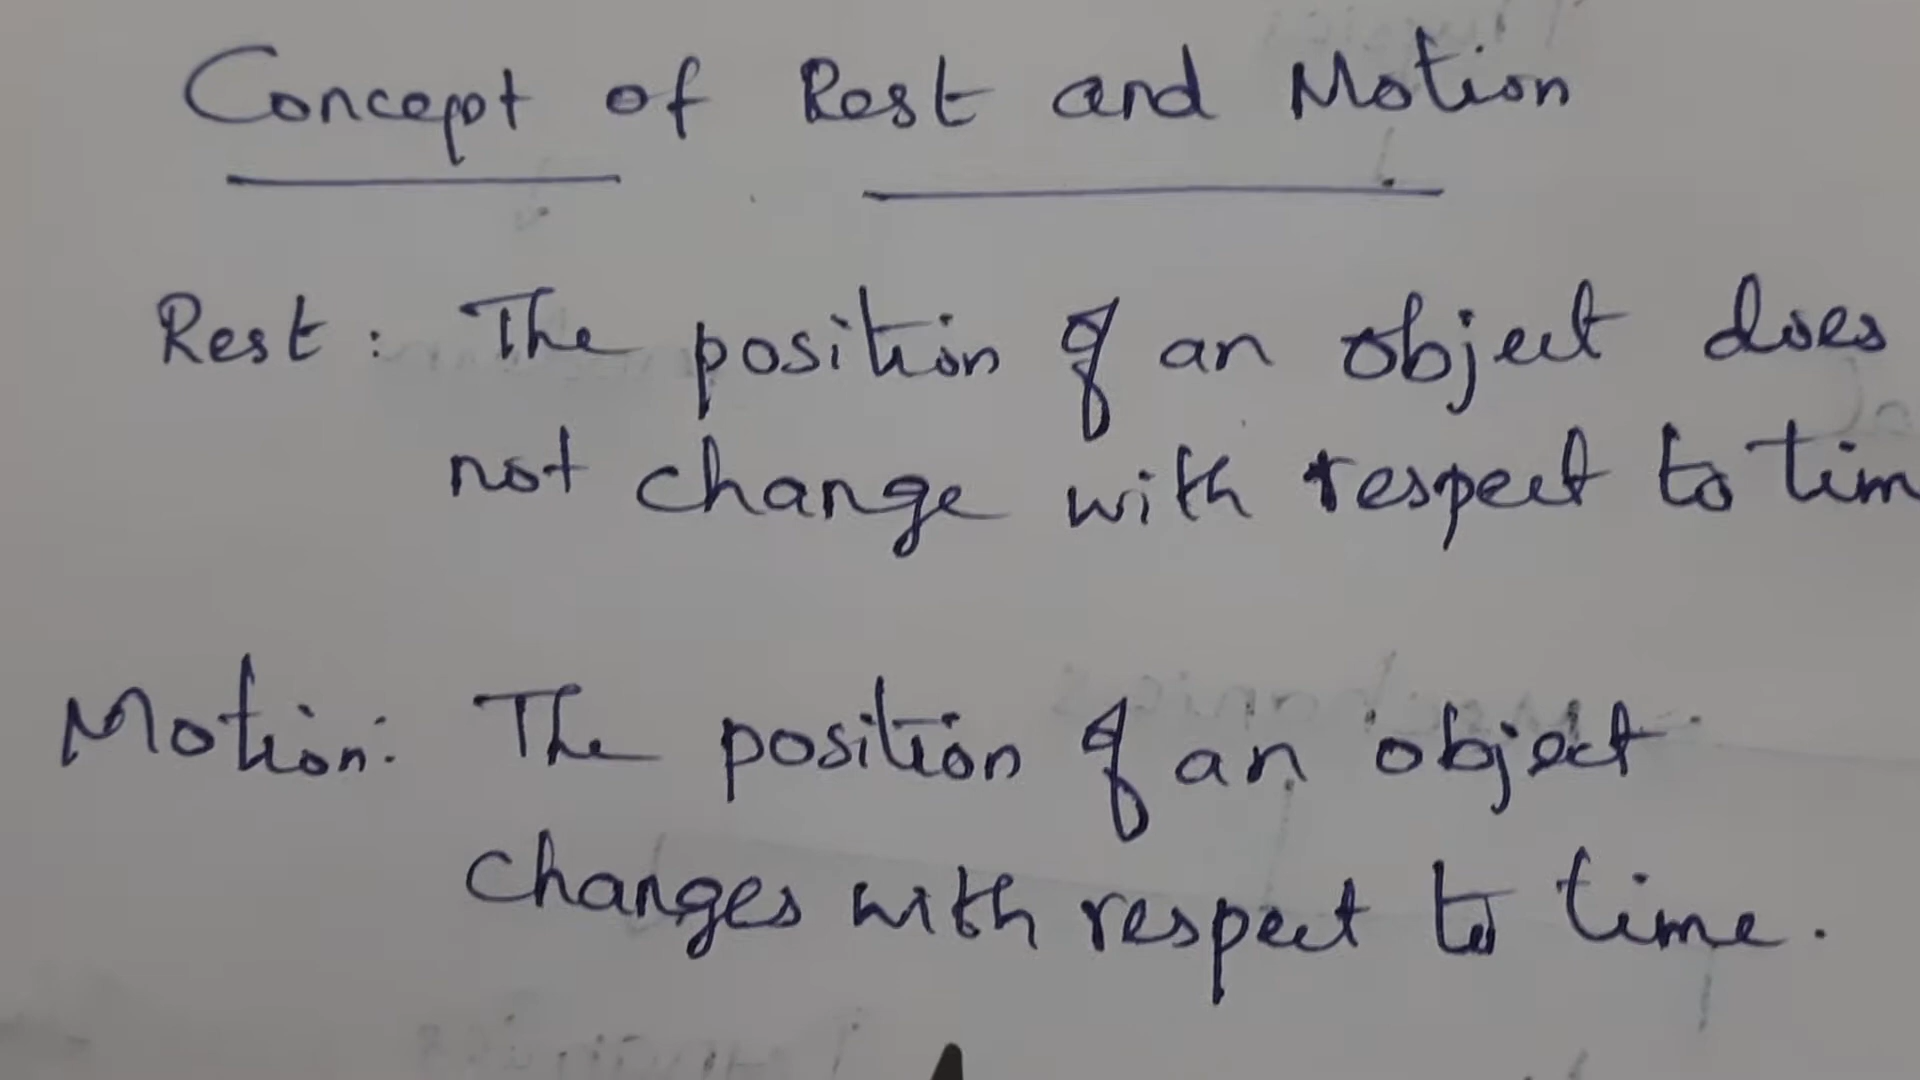 Concept of Rest and Motion
Rest : The position of an object does
not change with respect to tim
Motion: The position of an object
changes with respect to time.